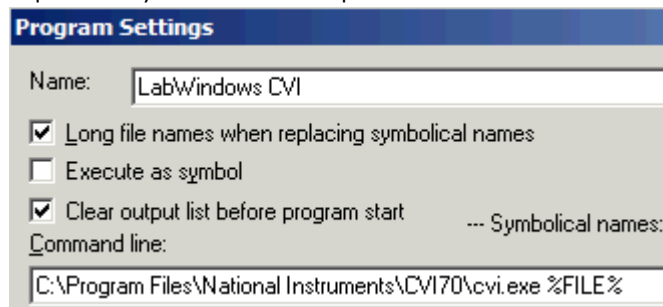 Program Settings
Name: LabWindows CVI
Long file names when replacing symbolical names
Execute as symbol
Clear output list before program start
--- Symbolical names:
Command line:
C:\Program Files\National Instruments\CVI70\cvi.exe %FILE%